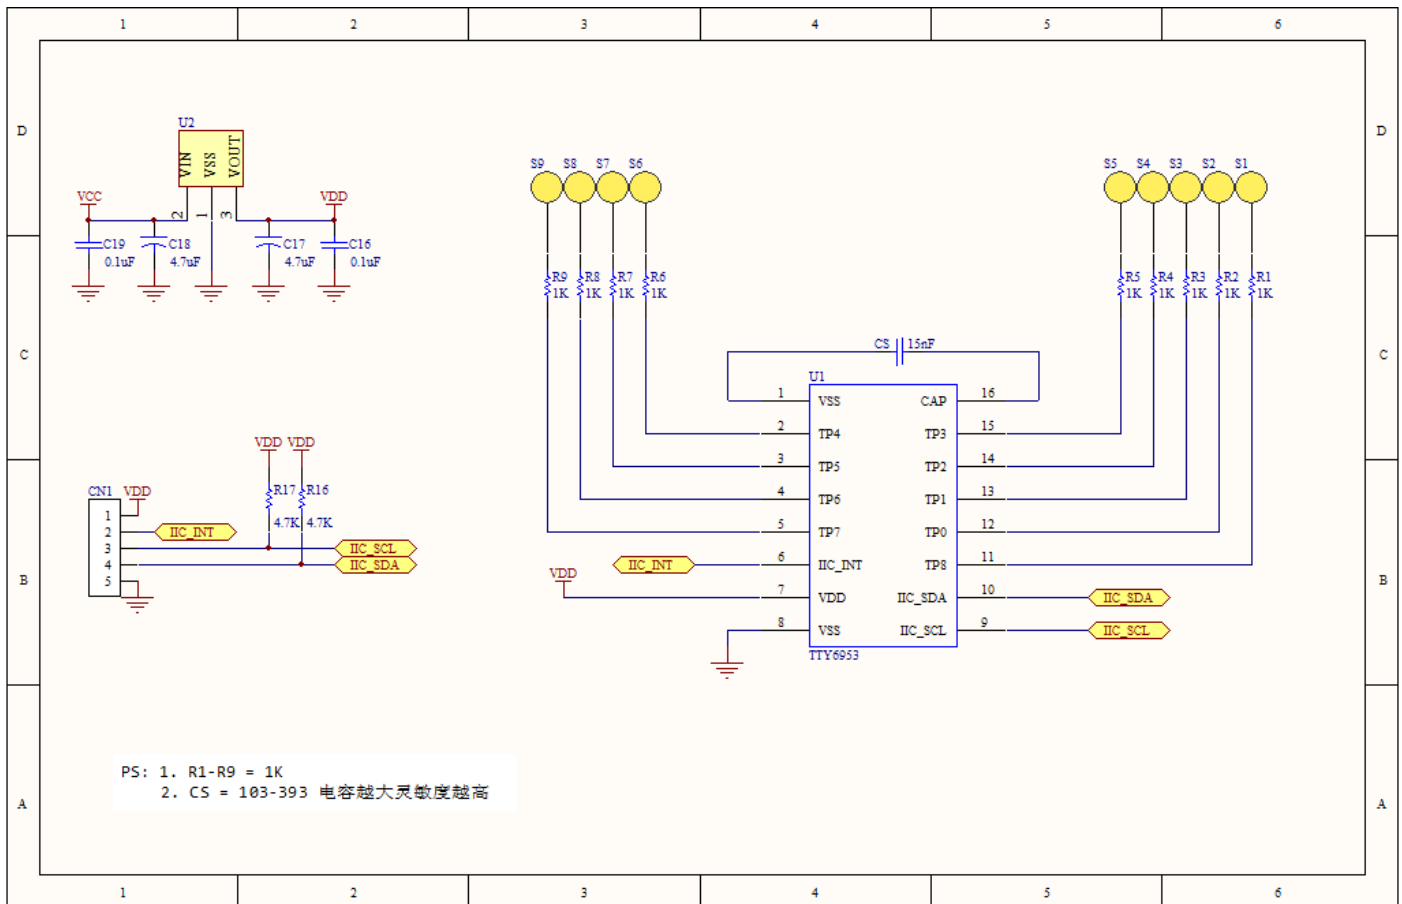 1 2 3 4 5 6
D D
U2
VIN VSS VOUT
2 1 3
VCC VDD
C19 C18 C17 C16
0.1uF 4.7uF 4.7uF 0.1uF
S9 S8 S7 S6 S5 S4 S3 S2 S1
R9 R8 R7 R6 R5 R4 R3 R2 R1
1K 1K 1K 1K 1K 1K 1K 1K 1K
C C
CS 15nF
U1
1 VSS CAP 16
2 TP4 TP3 15
3 TP5 TP2 14
4 TP6 TP1 13
5 TP7 TP0 12
6 IIC_INT TP8 11
7 VDD IIC_SDA 10
8 VSS IIC_SCL 9
TTY6953
IIC_INT
VDD
IIC_SDA
IIC_SCL
VDD VDD
R17 R16
4.7K 4.7K
CN1 VDD
1
2 IIC_INT
3 IIC_SCL
4 IIC_SDA
5
B B
PS: 1. R1-R9 = 1K
2. CS = 103-393 电容越大灵敏度越高
A A
1 2 3 4 5 6